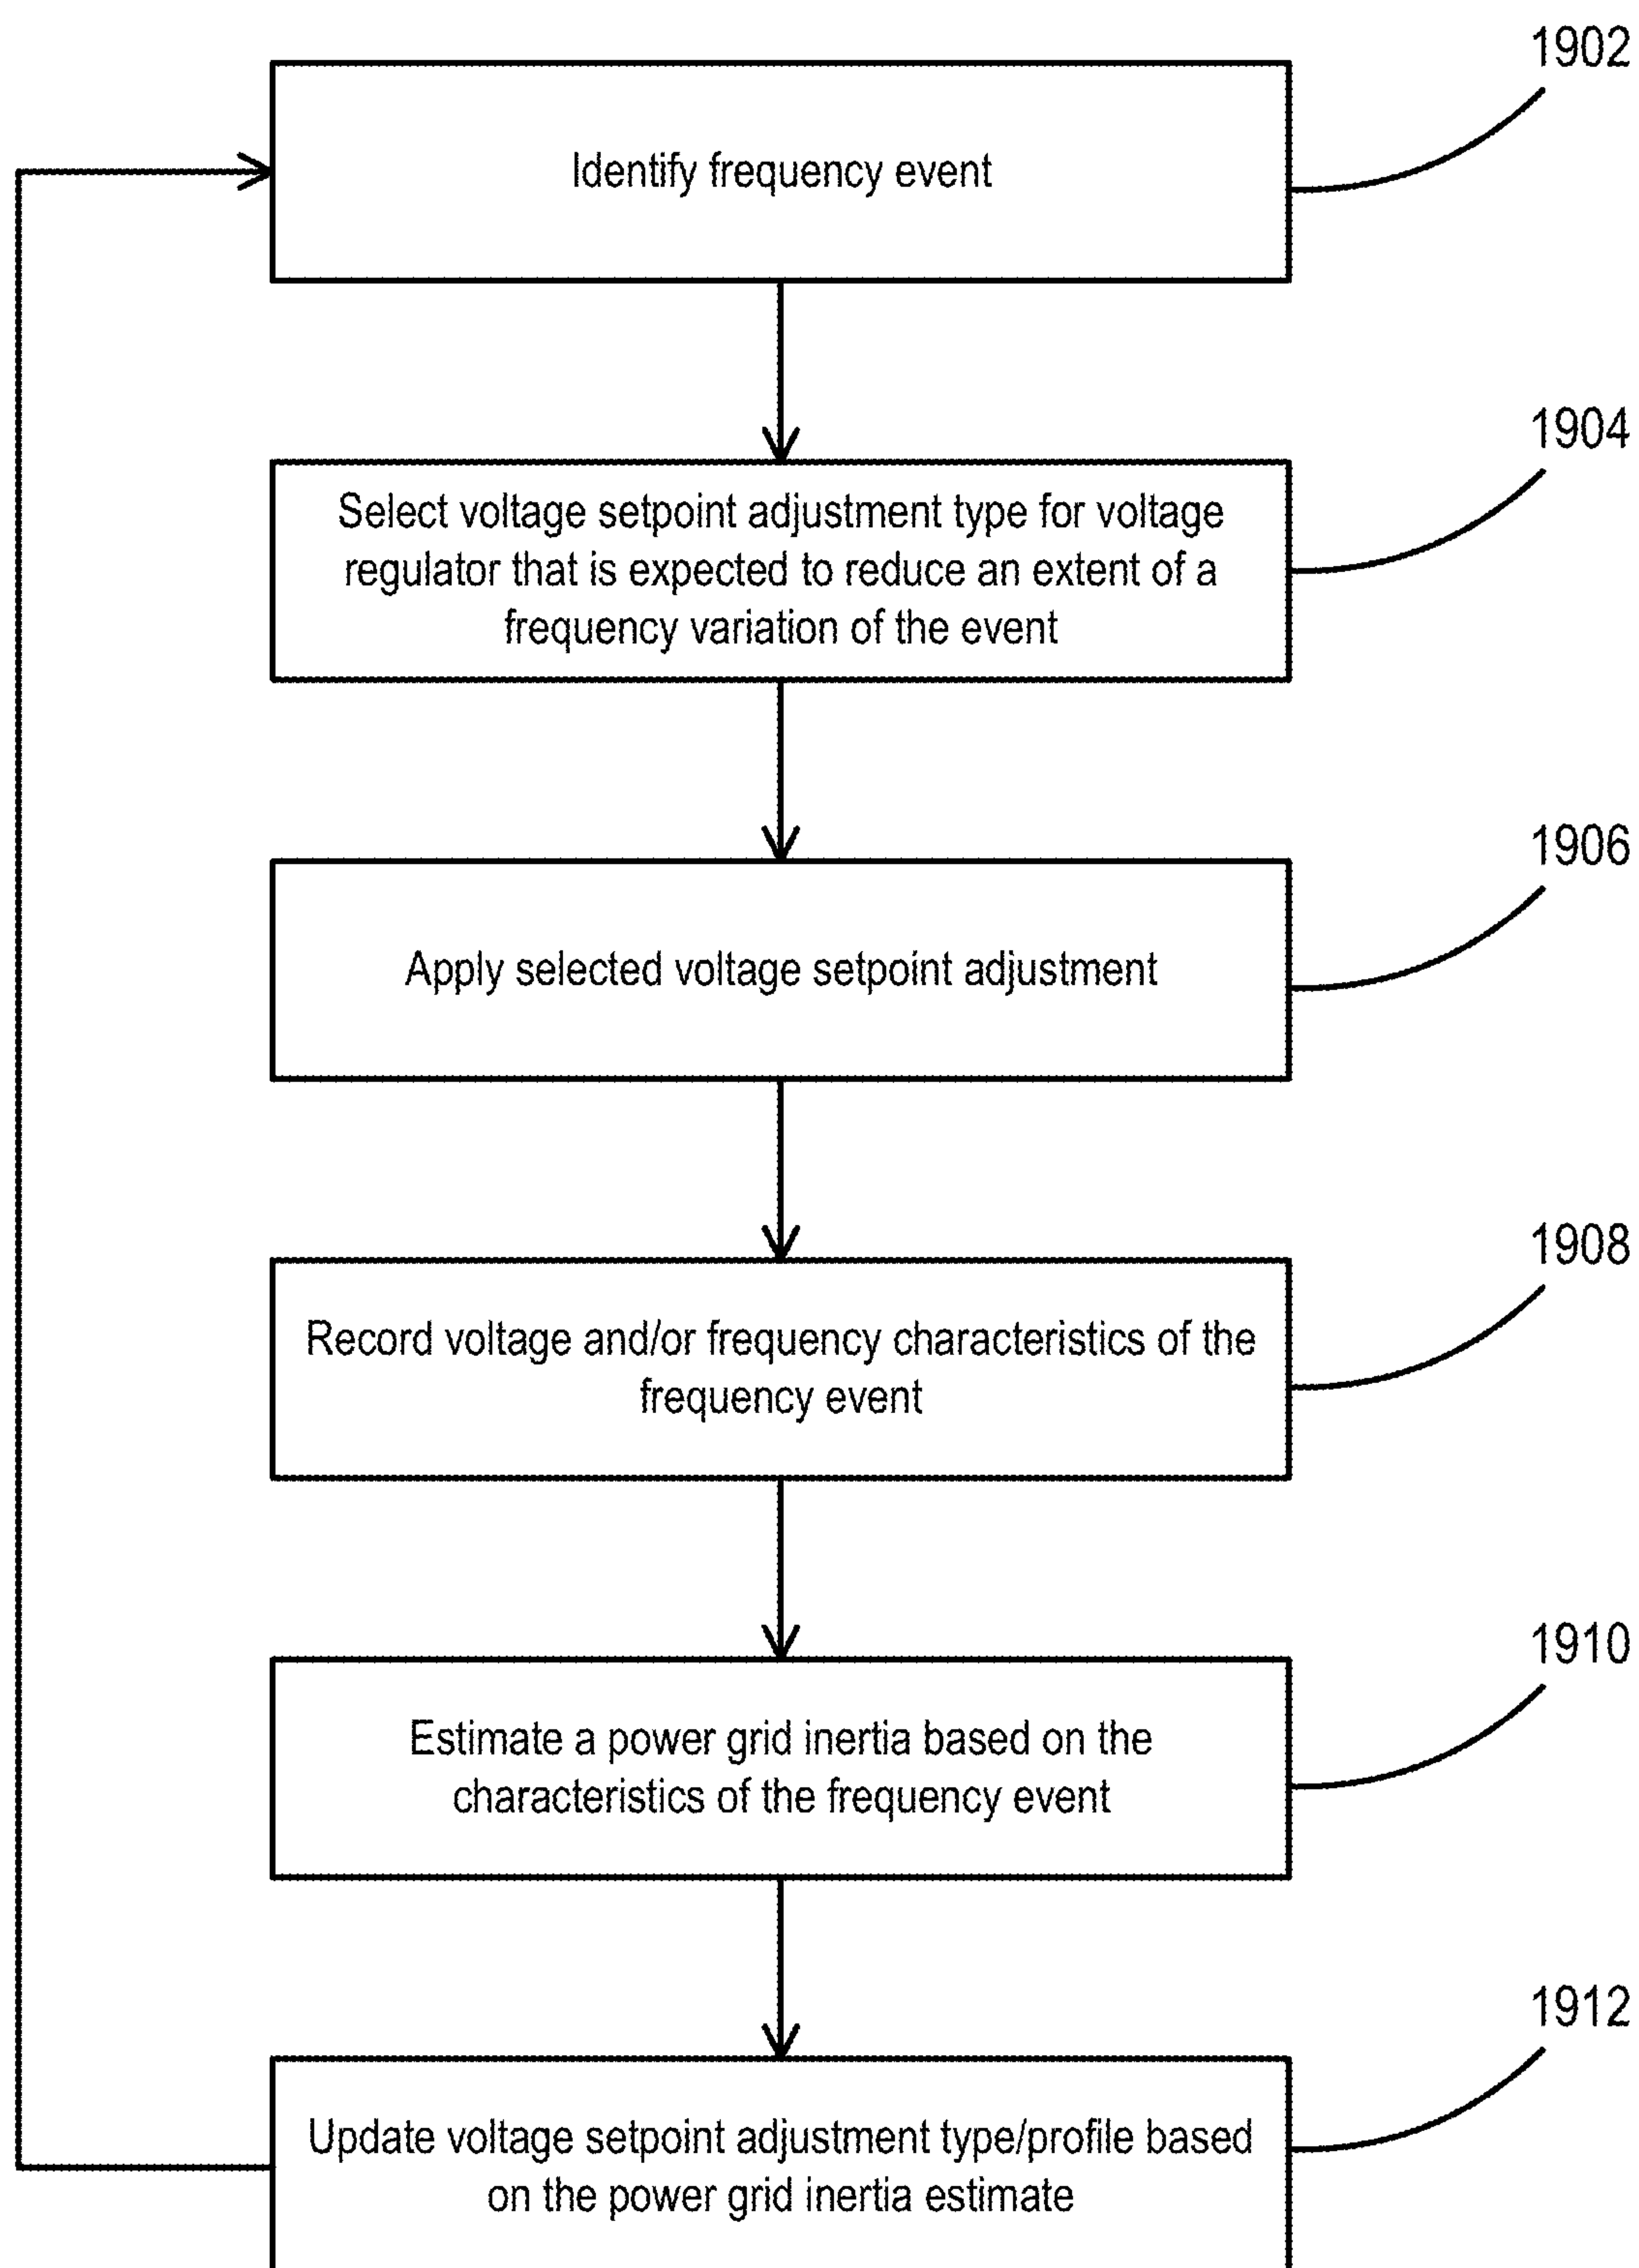 1902
Identify frequency event
1904
Select voltage setpoint adjustment type for voltage
regulator that is expected to reduce an extent of a
frequency variation of the event
1906
Apply selected voltage setpoint adjustment
1908
Record voltage and/or frequency characteristics of the
frequency event
1910
Estimate a power grid inertia based on the
characteristics of the frequency event
1912
Update voltage setpoint adjustment type/profile based
on the power grid inertia estimate